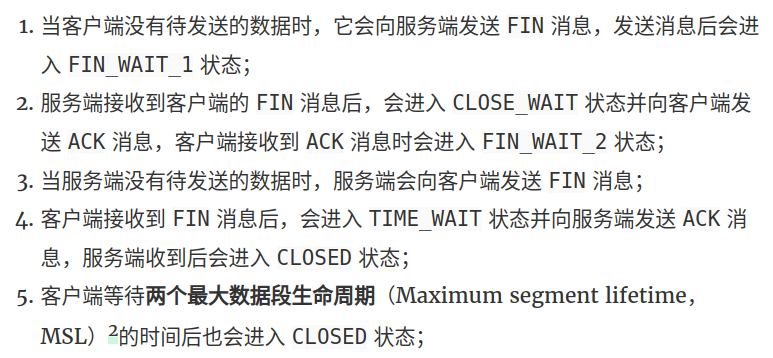 1. 当客户端没有待发送的数据时，它会向服务端发送 FIN 消息，发送消息后会进
入 FIN_WAIT_1 状态；
2. 服务端接收到客户端的 FIN 消息后，会进入 CLOSE_WAIT 状态并向客户端发
送 ACK 消息，客户端接收到 ACK 消息时会进入 FIN_WAIT_2 状态；
3. 当服务端没有待发送的数据时，服务端会向客户端发送 FIN 消息；
4. 客户端接收到 FIN 消息后，会进入 TIME_WAIT 状态并向服务端发送 ACK 消
息，服务端收到后会进入 CLOSED 状态；
5. 客户端等待两个最大数据段生命周期（Maximum segment lifetime，
MSL）2的时间后也会进入 CLOSED 状态；